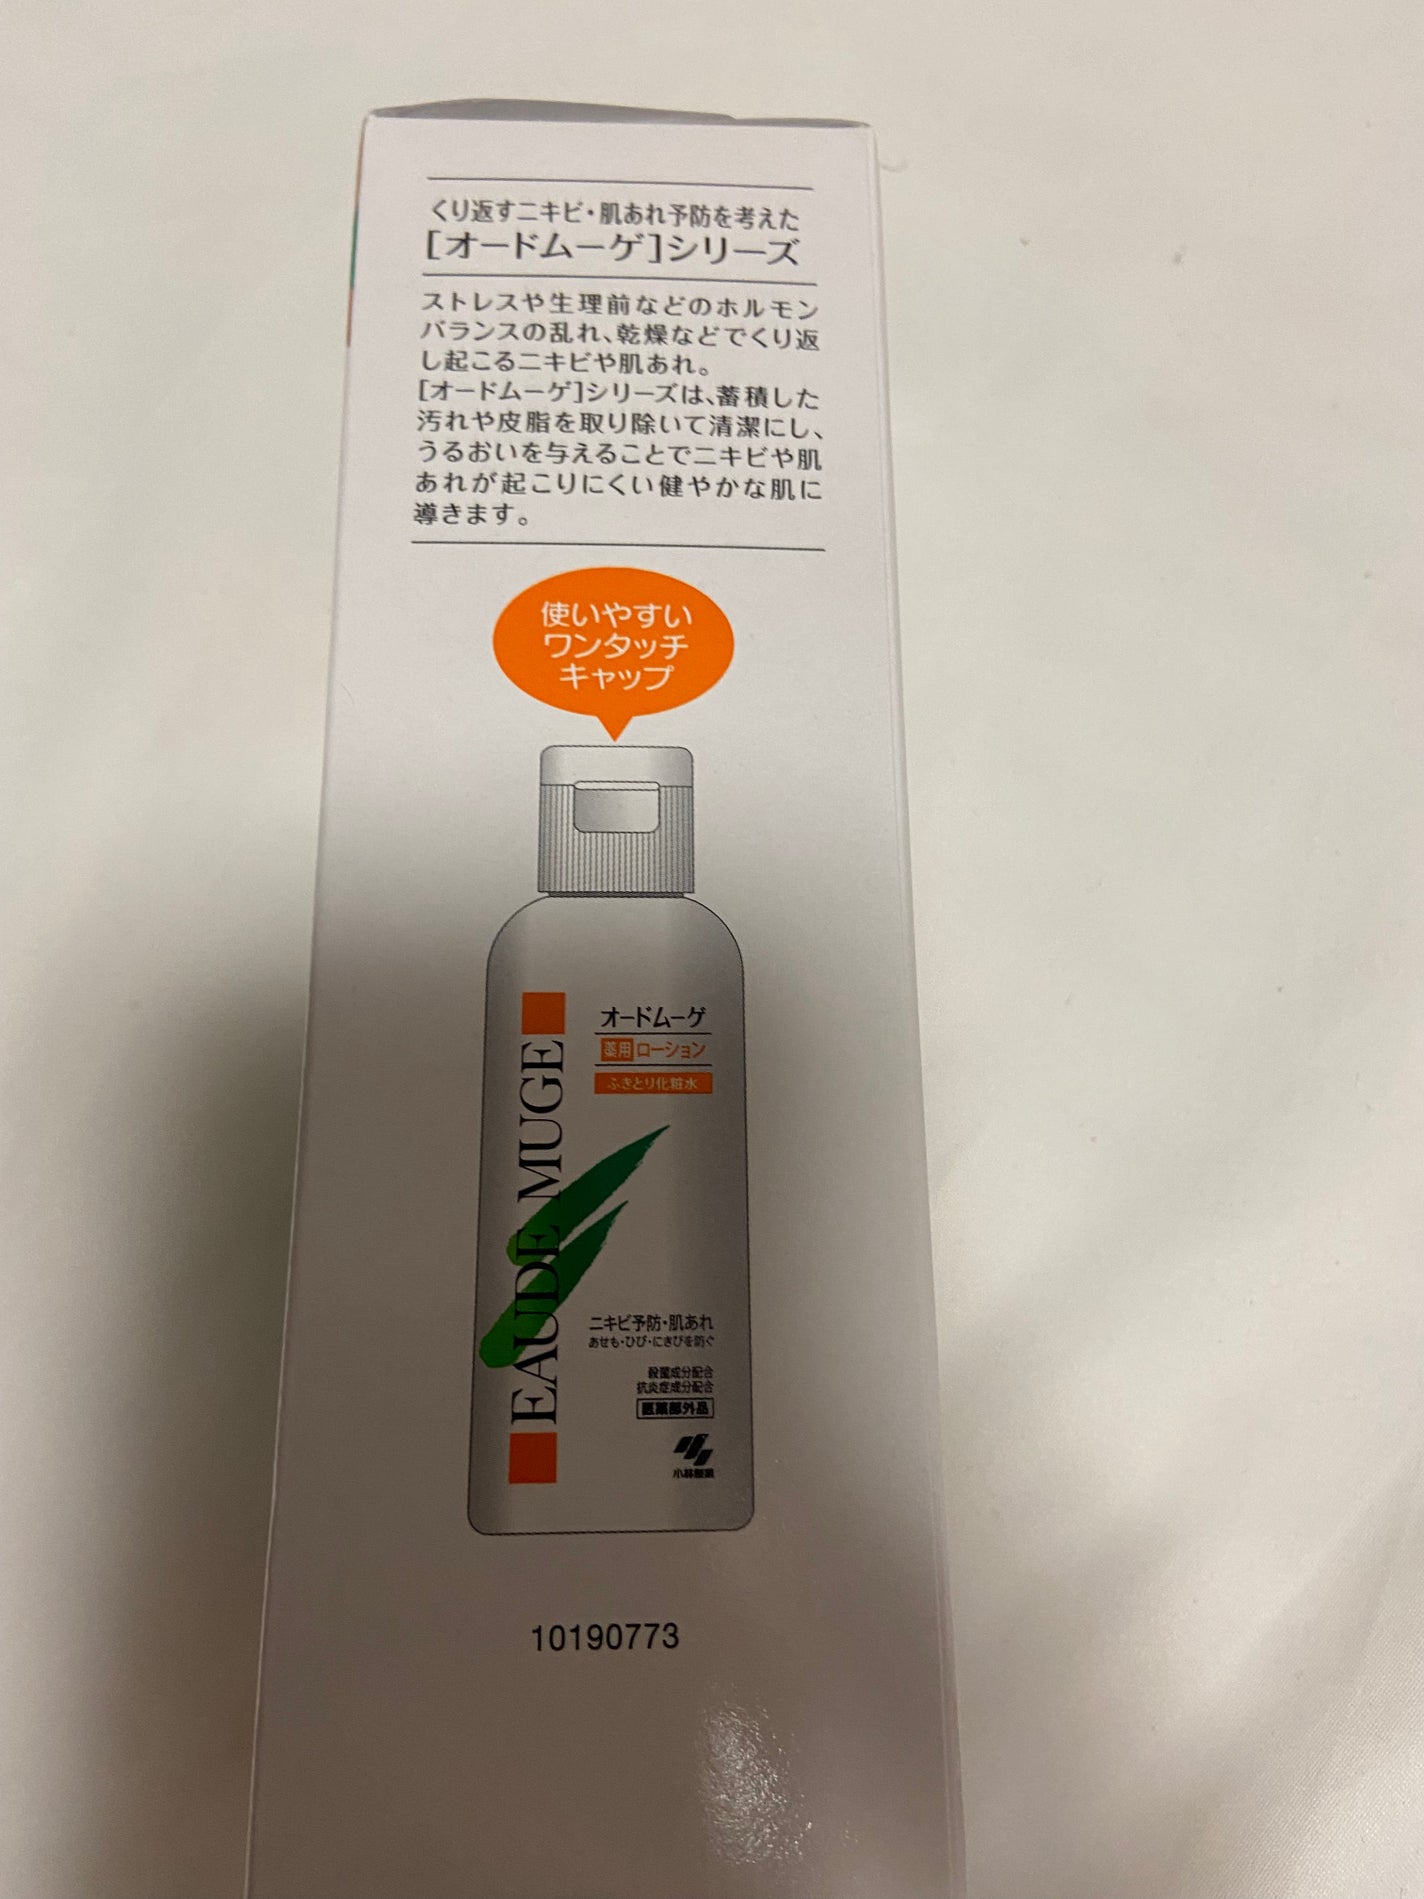 くり返すニキビ・肌あれ予防を考えた
[オードムーゲ]シリーズ
ストレスや生理前などのホルモン
バランスの乱れ、乾燥などでくり返
し起こるニキビや肌あれ。
[オードムーゲ]シリーズは、蓄積した
汚れや皮脂を取り除いて清潔にし、
うるおいを与えることでニキビや肌
あれが起こりにくい健やかな肌に
導きます。
使いやすい
ワンタッチ
キャップ
EAUDE MUGE
オードムーゲ
薬用ローション
ふきとり化粧水
ニキビ予防・肌あれ
あせも・ひび・にきびを防ぐ
殺菌成分配合
抗炎症成分配合
医薬部外品
小林製薬
10190773